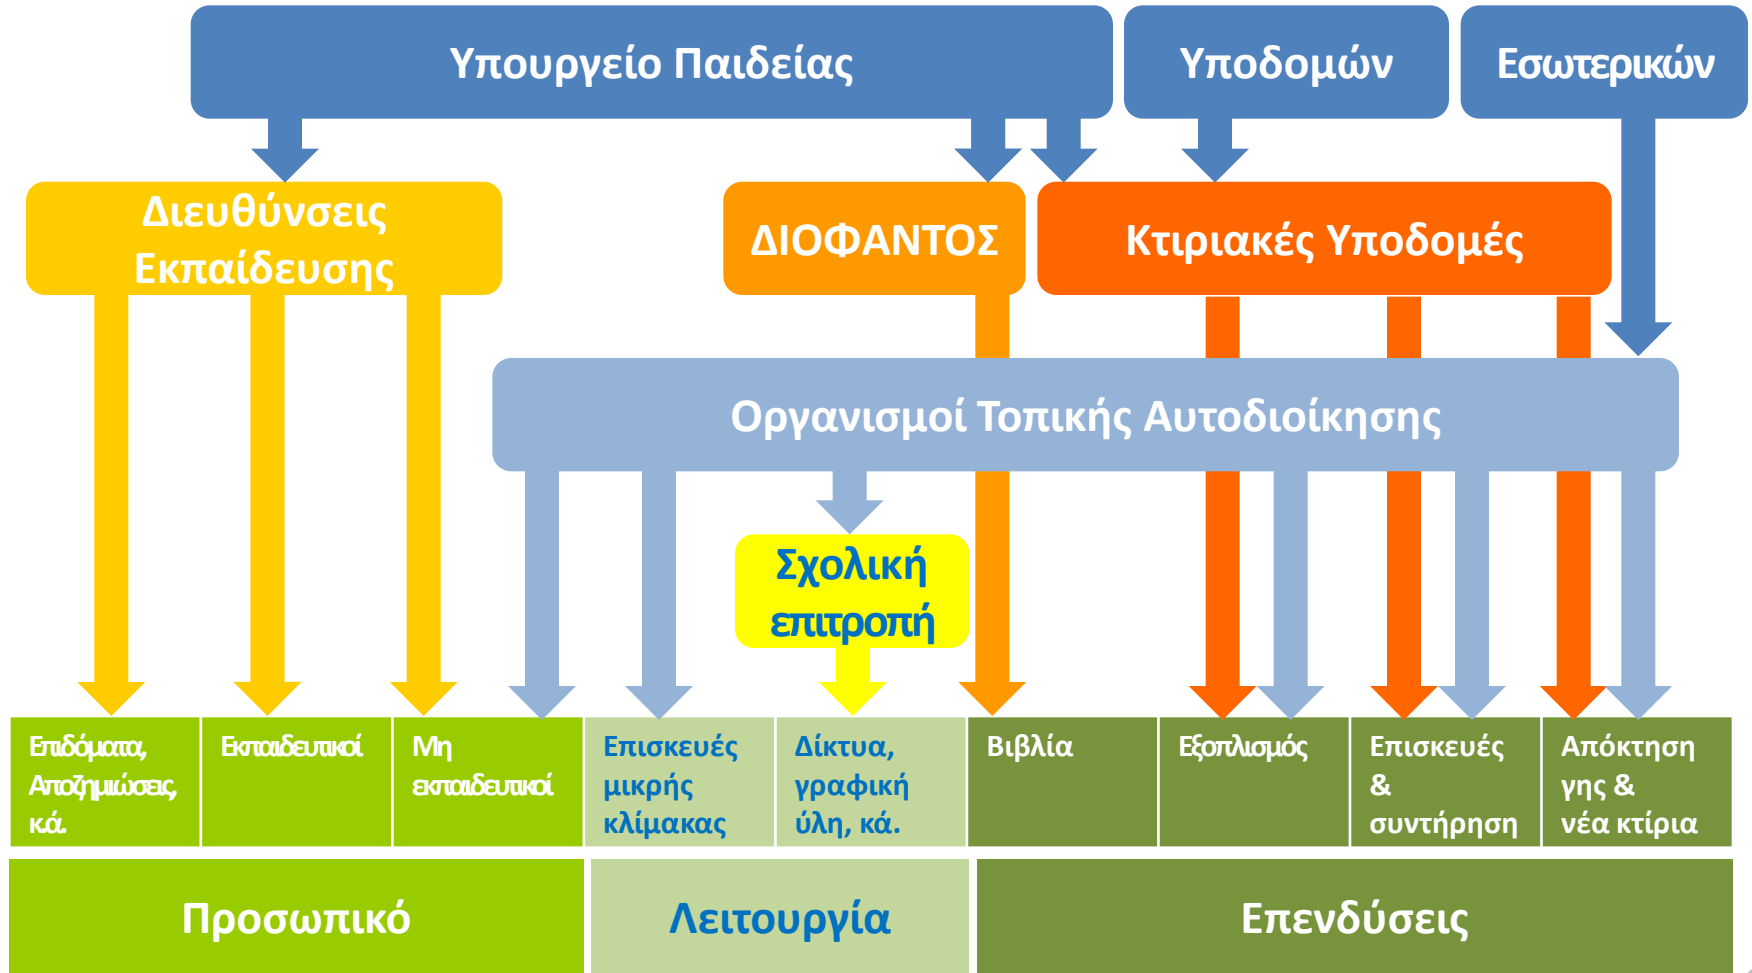 Υπουργείο Παιδείας
Υποδομών
Εσωτερικών
Διευθύνσεις
Εκπαίδευσης
ΔΙΟΦΑΝΤΟΣ
Κτιριακές Υποδομές
Οργανισμοί Τοπικής Αυτοδιοίκησης
Σχολική
επιτροπή
Επιδόματα,
Αποζημιώσεις,
κ.ά.
Εκπαιδευτικοί
Μη
εκπαιδευτικοί
Επισκευές
μικρής
κλίμακας
Δίκτυα,
γραφική
ύλη, κά.
Βιβλία
Εξοπλισμός
Επισκευές
&
συντήρηση
Απόκτηση
γης &
νέα κτίρια
Προσωπικό
Λειτουργία
Επενδύσεις